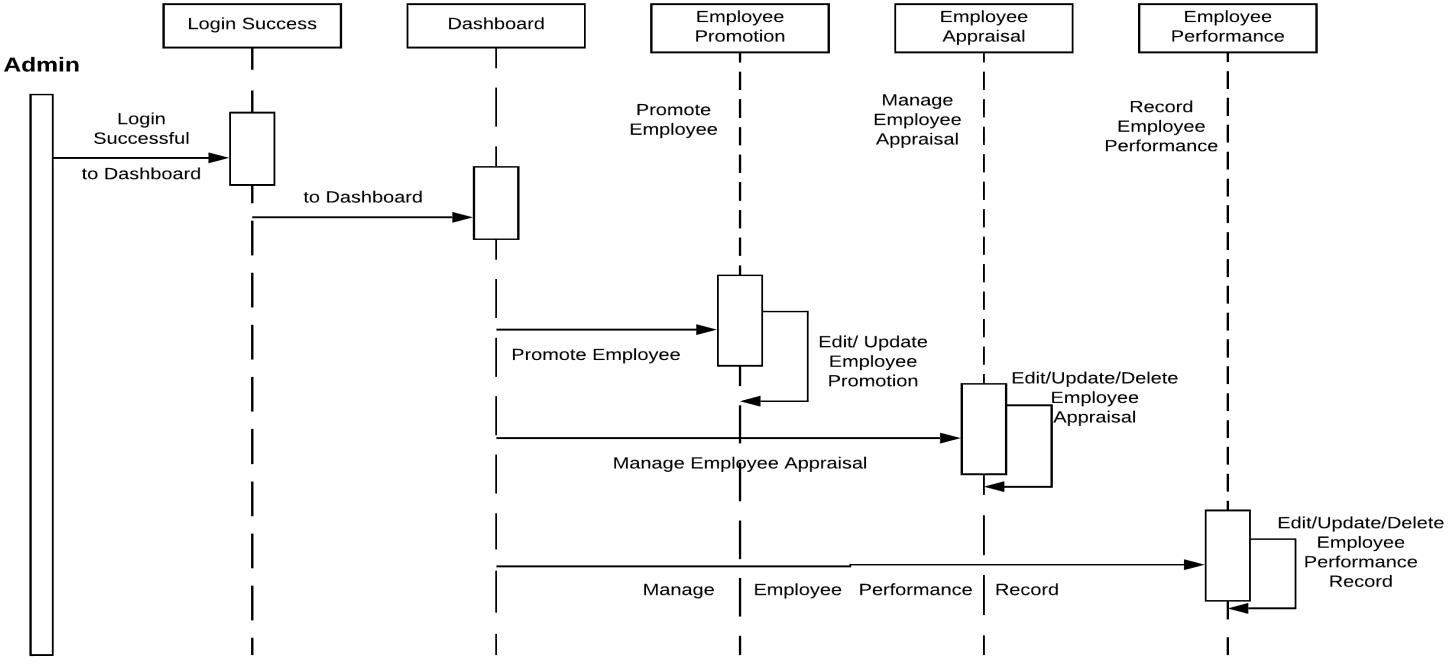 Login Success
Dashboard
Employee
Promotion
Employee
Appraisal
Employee
Performance
Admin
Login
Successful
to Dashboard
to Dashboard
Promote
Employee
Manage
Employee
Appraisal
Record
Employee
Performance
Promote Employee
Edit/ Update
Employee
Promotion
Edit/Update/Delete
Employee
Appraisal
Manage Employee Appraisal
Edit/Update/Delete
Employee
Performance
Record
Manage Employee Performance Record